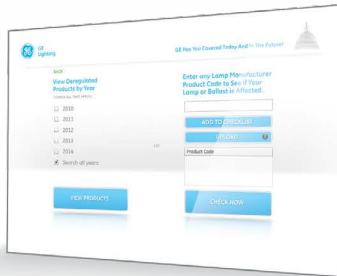 GE
Lighting
GE Has You Covered Today And In The Future!
BACK
View Deregulated
Products by Year
2010
2011
2012
2013
2014
Search all years
VIEW PRODUCTS
OR
Enter any Lamp Manufacturer
Product Code to See if Your
Lamp or Ballast is Affected.
ADD TO CHECKLIST
UPLOAD
Product Code
CHECK NOW